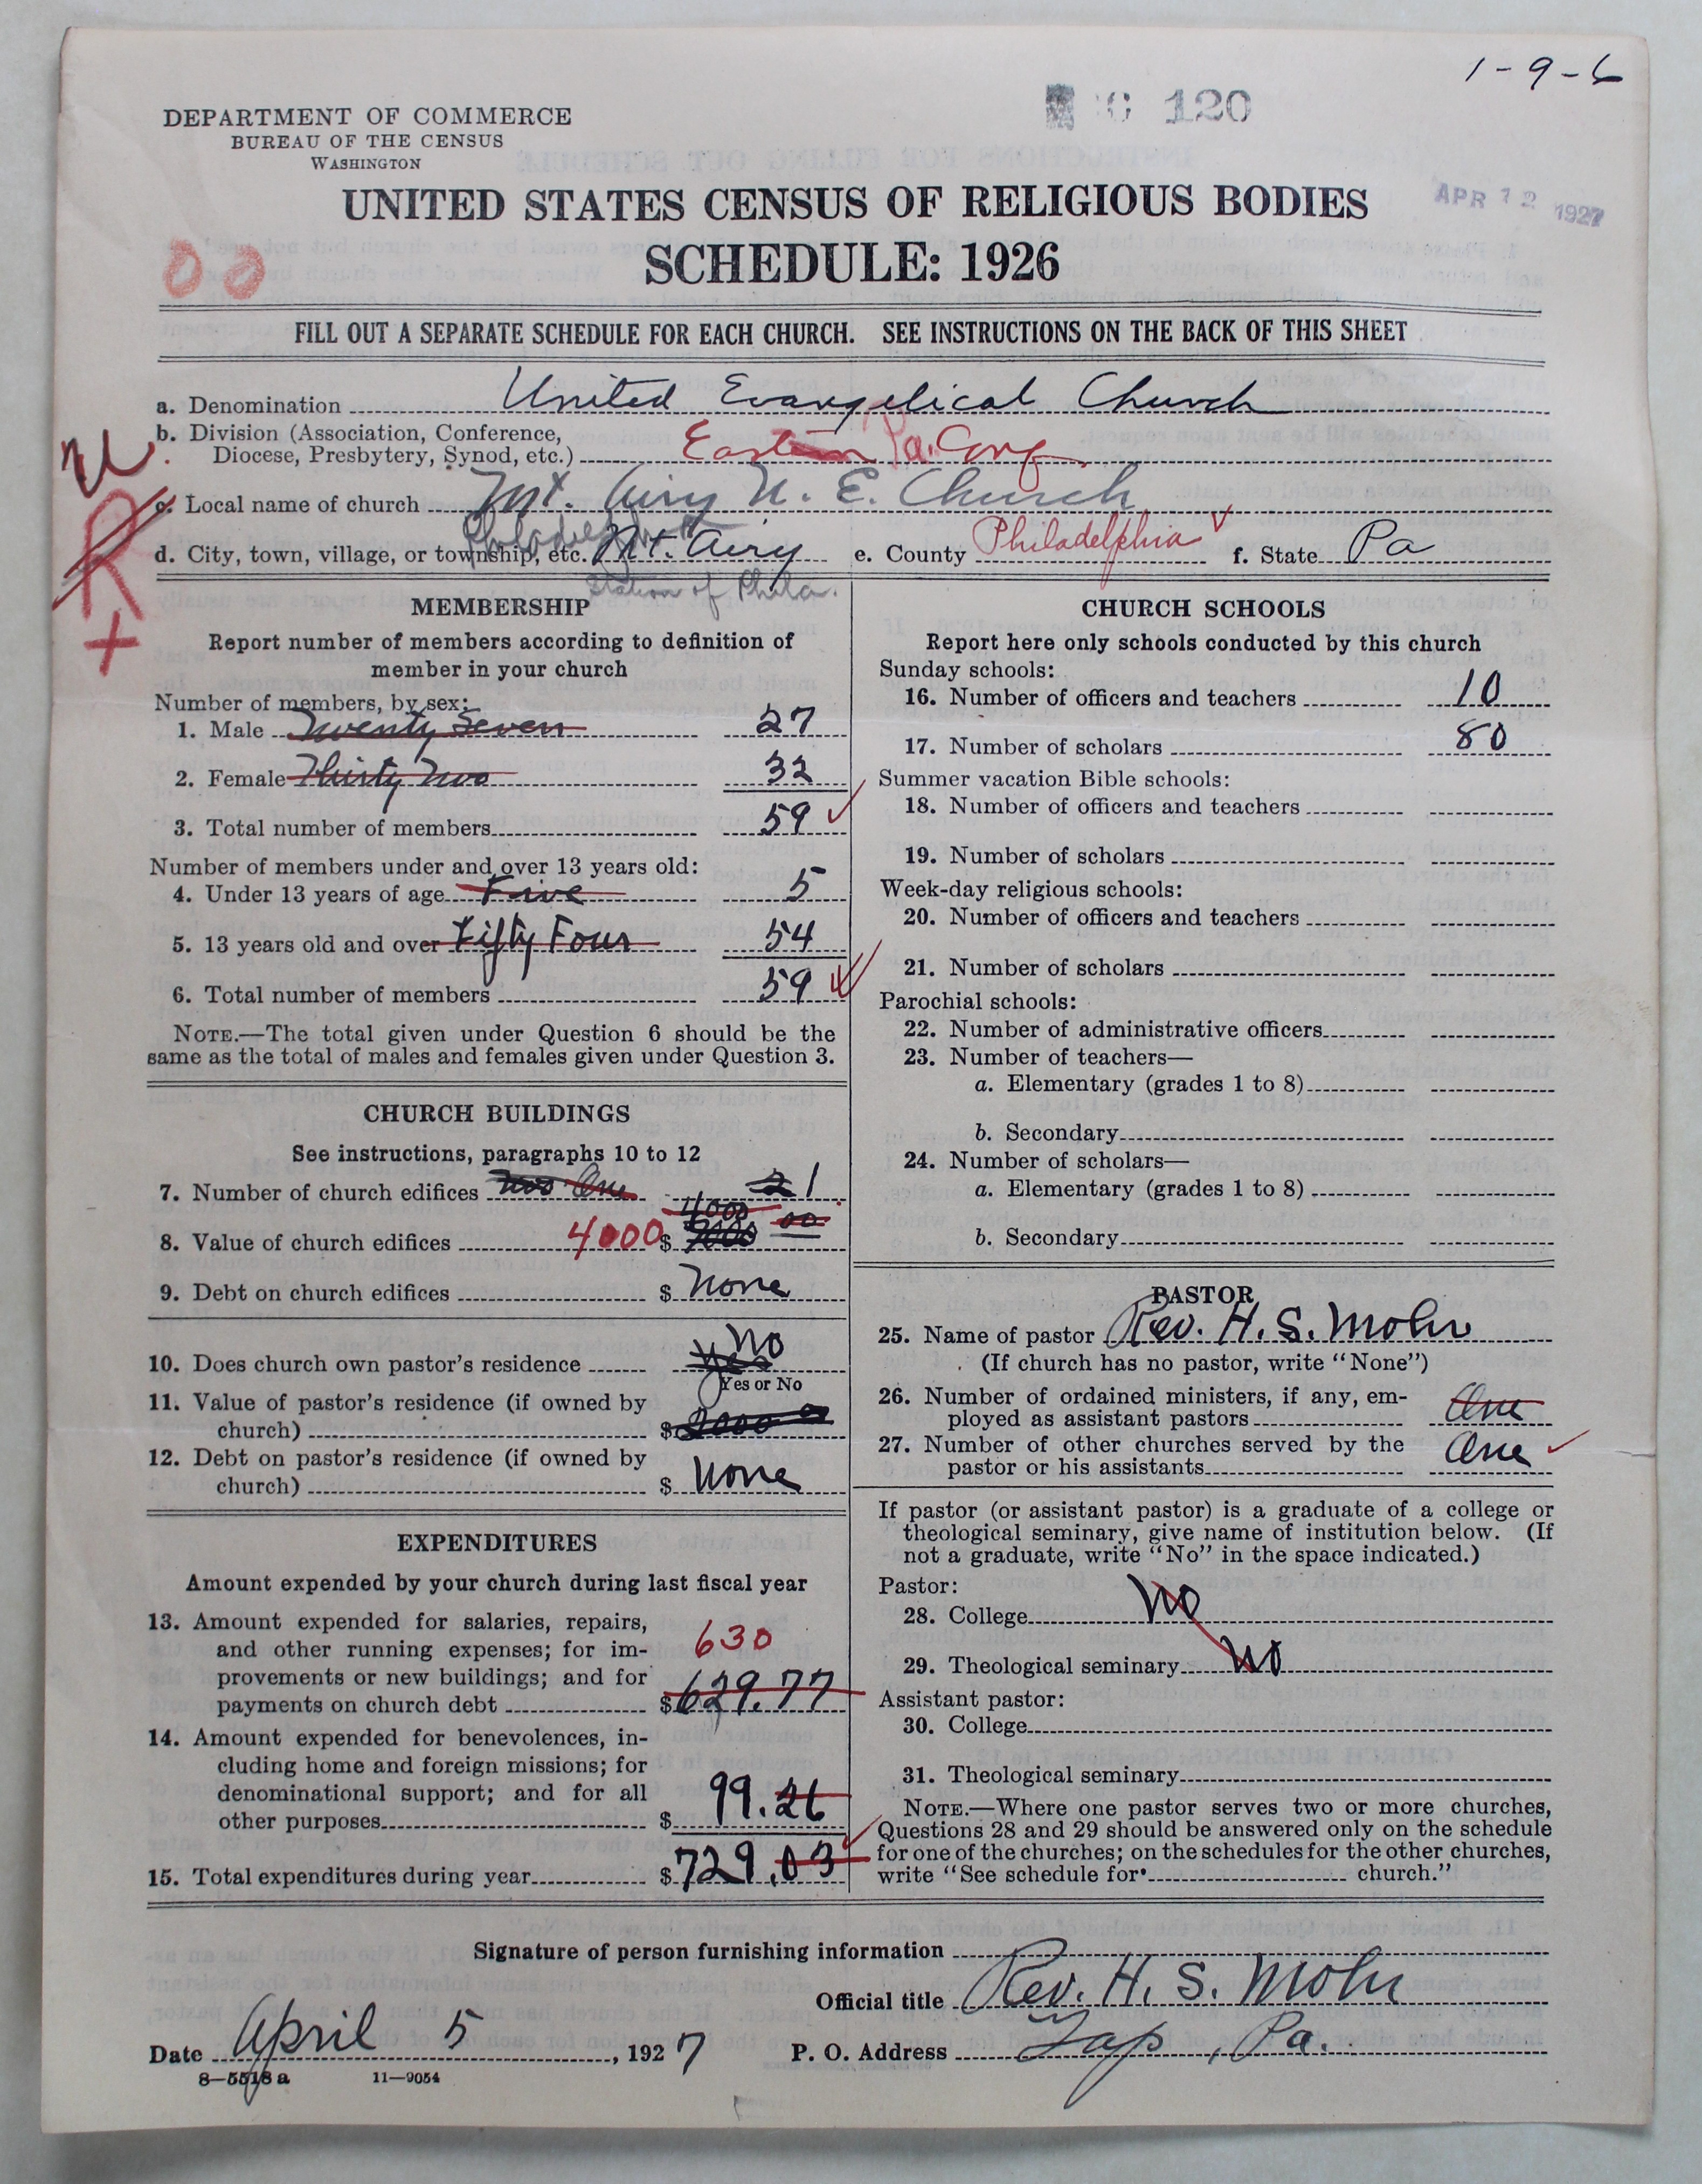 1-9-6
C 120
DEPARTMENT OF COMMERCE
BUREAU OF THE CENSUS
WASHINGTON
UNITED STATES CENSUS OF RELIGIOUS BODIES
APR 12 1927
SCHEDULE: 1926
00
FILL OUT A SEPARATE SCHEDULE FOR EACH CHURCH. SEE INSTRUCTIONS ON THE BACK OF THIS SHEET
a. Denomination United Evangelical Church
b. Division (Association, Conference,
Diocese, Presbytery, Synod, etc.) Eastern Pa. Conf.
c. Local name of church Mt. Airy U. E. Church
R
+
Philadelphia
d. City, town, village, or township, etc. Mt. Airy e. County Philadelphia f. State Pa
Station of Phila.
MEMBERSHIP
Report number of members according to definition of
member in your church
Number of members, by sex:
1. Male Twenty Seven 27
2. Female Thirty Two 32
3. Total number of members 59
Number of members under and over 13 years old:
4. Under 13 years of age Five 5
5. 13 years old and over Fifty Four 54
6. Total number of members 59
NOTE.—The total given under Question 6 should be the
same as the total of males and females given under Question 3.
CHURCH BUILDINGS
See instructions, paragraphs 10 to 12
7. Number of church edifices Two One 2 1
4000
8. Value of church edifices 4000 $ 00
9. Debt on church edifices $ None
No
10. Does church own pastor's residence Yes
Yes or No
11. Value of pastor's residence (if owned by
church) $ 2000
12. Debt on pastor's residence (if owned by
church) $ None
EXPENDITURES
Amount expended by your church during last fiscal year
13. Amount expended for salaries, repairs,
and other running expenses; for im- 630
provements or new buildings; and for
payments on church debt $ 629.77
14. Amount expended for benevolences, in-
cluding home and foreign missions; for
denominational support; and for all
other purposes $ 99.26
15. Total expenditures during year $ 729.03
CHURCH SCHOOLS
Report here only schools conducted by this church
Sunday schools:
16. Number of officers and teachers 10
17. Number of scholars 80
Summer vacation Bible schools:
18. Number of officers and teachers
19. Number of scholars
Week-day religious schools:
20. Number of officers and teachers
21. Number of scholars
Parochial schools:
22. Number of administrative officers
23. Number of teachers—
a. Elementary (grades 1 to 8)
b. Secondary
24. Number of scholars—
a. Elementary (grades 1 to 8)
b. Secondary
PASTOR
25. Name of pastor Rev. H. S. Mohr
(If church has no pastor, write "None")
26. Number of ordained ministers, if any, em-
ployed as assistant pastors One
27. Number of other churches served by the
pastor or his assistants One
If pastor (or assistant pastor) is a graduate of a college or
theological seminary, give name of institution below. (If
not a graduate, write "No" in the space indicated.)
Pastor:
28. College No
29. Theological seminary No
Assistant pastor:
30. College
31. Theological seminary
NOTE.—Where one pastor serves two or more churches,
Questions 28 and 29 should be answered only on the schedule
for one of the churches; on the schedules for the other churches,
write "See schedule for church."
Signature of person furnishing information
Official title Rev. H. S. Mohr
Date April 5, 1927 P. O. Address Zap, Pa.
8—5518 a 11—9054